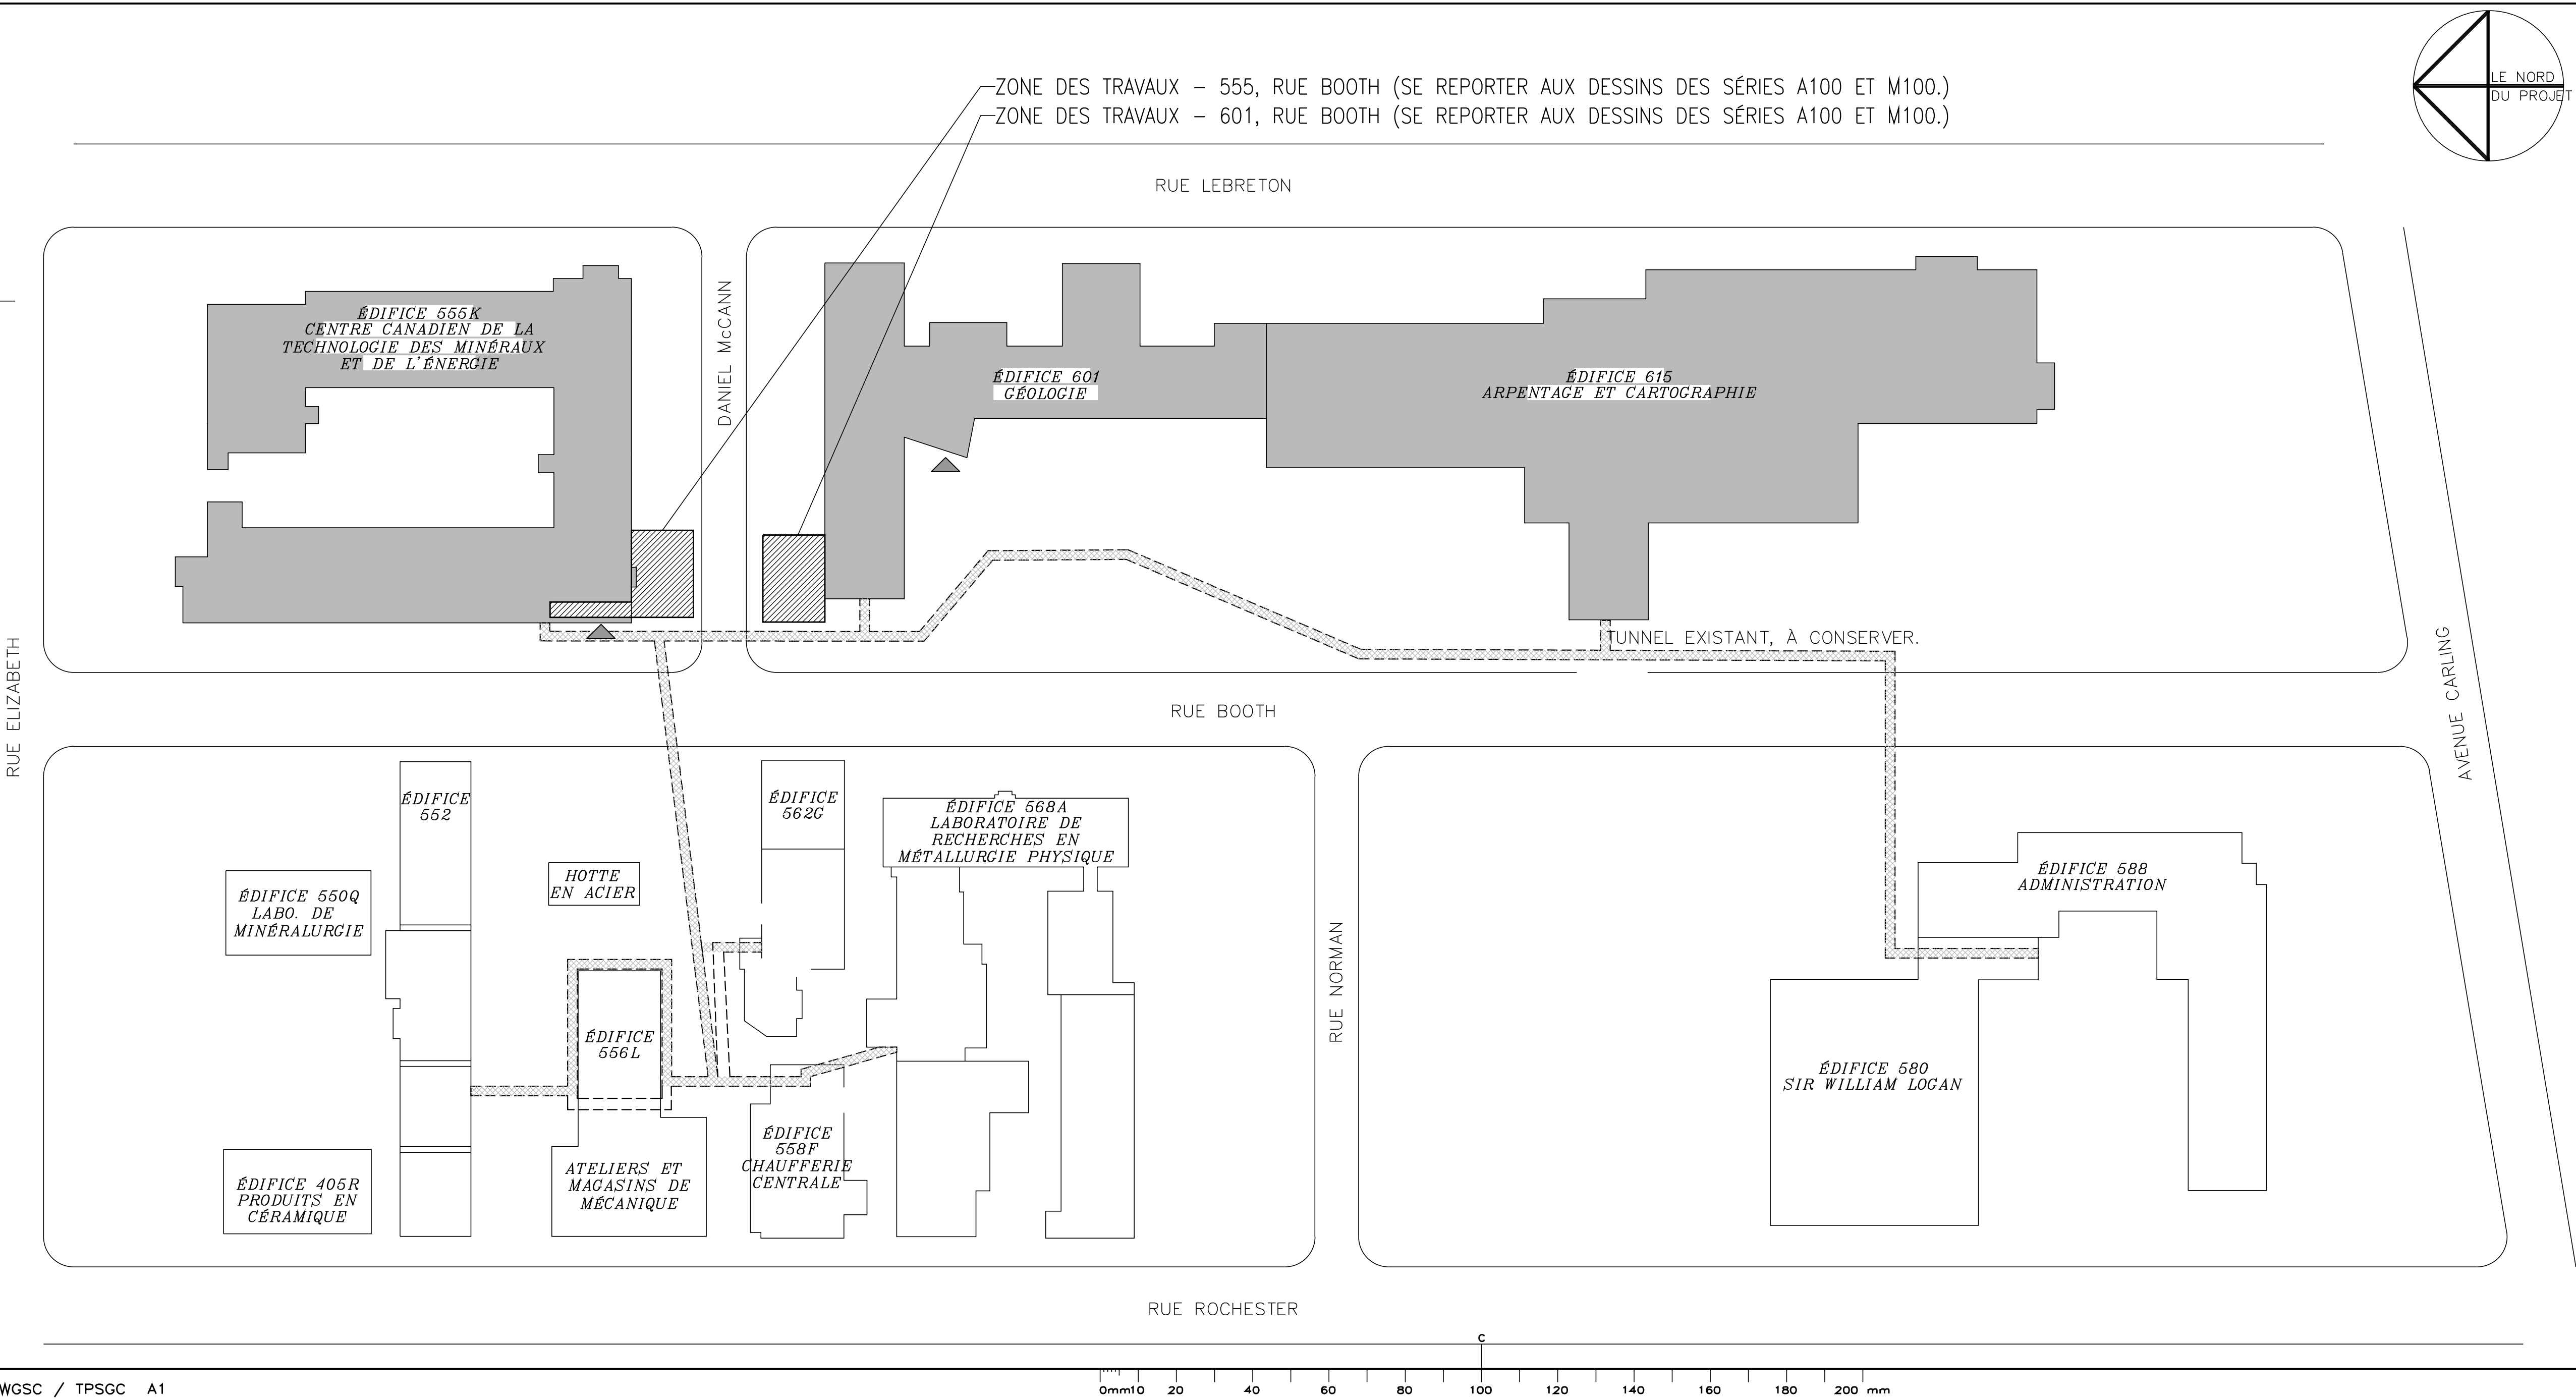 LE NORD
DU PROJET
ZONE DES TRAVAUX – 555, RUE BOOTH (SE REPORTER AUX DESSINS DES SÉRIES A100 ET M100.)
ZONE DES TRAVAUX – 601, RUE BOOTH (SE REPORTER AUX DESSINS DES SÉRIES A100 ET M100.)
RUE LEBRETON
ÉDIFICE 555K
CENTRE CANADIEN DE LA
TECHNOLOGIE DES MINÉRAUX
ET DE L'ÉNERGIE
DANIEL McCANN
ÉDIFICE 601
GÉOLOGIE
ÉDIFICE 615
ARPENTAGE ET CARTOGRAPHIE
TUNNEL EXISTANT, À CONSERVER.
RUE ELIZABETH
RUE BOOTH
AVENUE CARLING
ÉDIFICE
552
ÉDIFICE
562G
ÉDIFICE 568A
LABORATOIRE DE
RECHERCHES EN
MÉTALLURGIE PHYSIQUE
HOTTE
EN ACIER
ÉDIFICE 550Q
LABO. DE
MINÉRALURGIE
ÉDIFICE 588
ADMINISTRATION
RUE NORMAN
ÉDIFICE
556L
ÉDIFICE 580
SIR WILLIAM LOGAN
ÉDIFICE
558F
CHAUFFERIE
CENTRALE
ATELIERS ET
MAGASINS DE
MÉCANIQUE
ÉDIFICE 405R
PRODUITS EN
CÉRAMIQUE
RUE ROCHESTER
c
WGSC / TPSGC A1
0mm10 20 40 60 80 100 120 140 160 180 200 mm